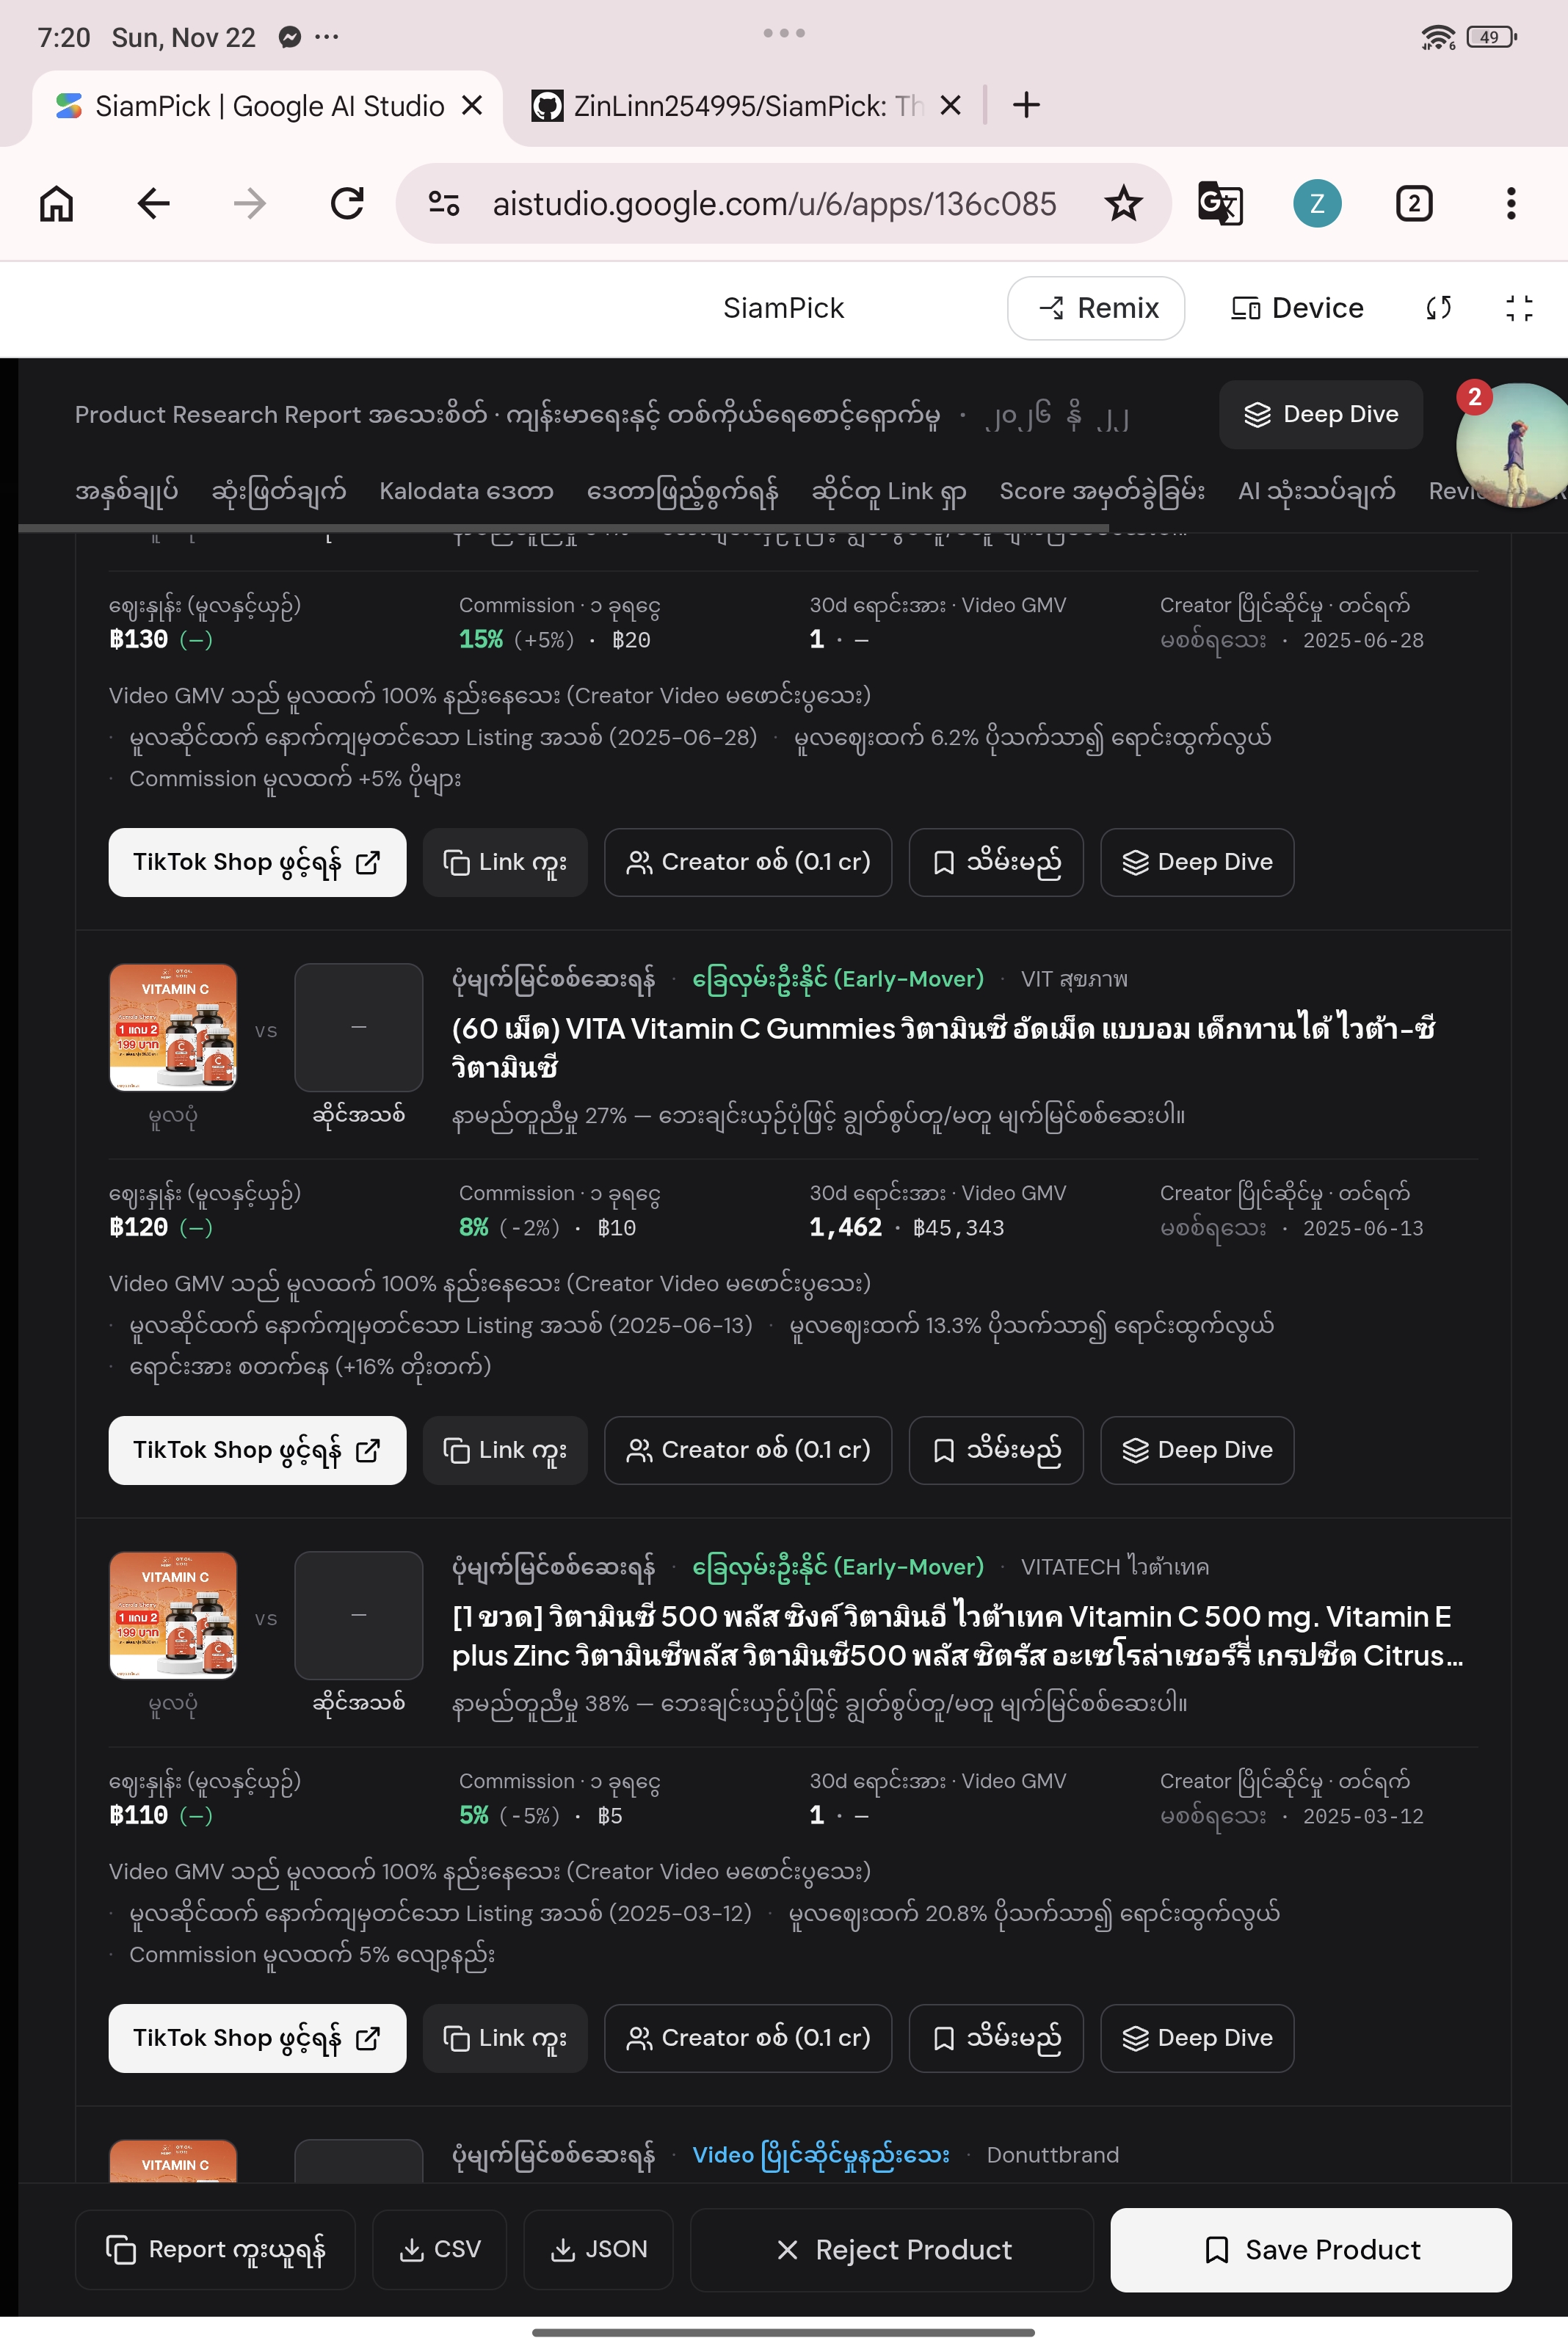 7:20 Sun, Nov 22 49
SiamPick | Google AI Studio
ZinLinn254995/SiamPick: Th
aistudio.google.com/u/6/apps/136c085
Z
2
SiamPick
Remix
Device
Product Research Report အသေးစိတ် · ကျန်းမာရေးနှင့် တစ်ကိုယ်ရေစောင့်ရှောက်မှု
Deep Dive
2
အနှစ်ချုပ် ဆုံးဖြတ်ချက် Kalodata ဒေတာ ဒေတာဖြည့်စွက်ရန် ဆိုင်တူ Link ရှာ Score အမှတ်ခွဲခြမ်း AI သုံးသပ်ချက်
ဈေးနှုန်း (မူလနှင့်ယှဉ်) Commission · ၁ ခုရငွေ 30d ရောင်းအား · Video GMV Creator ပြိုင်ဆိုင်မှု · တင်ရက်
฿130 (—) 15% (+5%) · ฿20 1 · — မစစ်ရသေး · 2025-06-28
Video GMV သည် မူလထက် 100% နည်းနေသေး (Creator Video မဖောင်းပွသေး)
· မူလဆိုင်ထက် နောက်ကျမှတင်သော Listing အသစ် (2025-06-28) · မူလဈေးထက် 6.2% ပိုသက်သာ၍ ရောင်းထွက်လွယ်
· Commission မူလထက် +5% ပိုများ
TikTok Shop ဖွင့်ရန် Link ကူး Creator စစ် (0.1 cr) သိမ်းမည် Deep Dive
ပုံမျက်မြင်စစ်ဆေးရန် · ခြေလှမ်းဦးနိုင် (Early-Mover) · VIT สุขภาพ
VITAMIN C
1 แถม 2
199 บาท
vs
—
(60 เม็ด) VITA Vitamin C Gummies วิตามินซี อัดเม็ด แบบอม เด็กทานได้ ไวต้า-ซี
วิตามินซี
မူလပုံ ဆိုင်အသစ် နာမည်တူညီမှု 27% — ဘေးချင်းယှဉ်ပုံဖြင့် ချွတ်စွပ်တူ/မတူ မျက်မြင်စစ်ဆေးပါ။
ဈေးနှုန်း (မူလနှင့်ယှဉ်) Commission · ၁ ခုရငွေ 30d ရောင်းအား · Video GMV Creator ပြိုင်ဆိုင်မှု · တင်ရက်
฿120 (—) 8% (-2%) · ฿10 1,462 · ฿45,343 မစစ်ရသေး · 2025-06-13
Video GMV သည် မူလထက် 100% နည်းနေသေး (Creator Video မဖောင်းပွသေး)
· မူလဆိုင်ထက် နောက်ကျမှတင်သော Listing အသစ် (2025-06-13) · မူလဈေးထက် 13.3% ပိုသက်သာ၍ ရောင်းထွက်လွယ်
· ရောင်းအား စတက်နေ (+16% တိုးတက်)
TikTok Shop ဖွင့်ရန် Link ကူး Creator စစ် (0.1 cr) သိမ်းမည် Deep Dive
ပုံမျက်မြင်စစ်ဆေးရန် · ခြေလှမ်းဦးနိုင် (Early-Mover) · VITATECH ไวต้าเทค
VITAMIN C
1 แถม 2
199 บาท
vs
—
[1 ขวด] วิตามินซี 500 พลัส ซิงค์ วิตามินอี ไวต้าเทค Vitamin C 500 mg. Vitamin E
plus Zinc วิตามินซีพลัส วิตามินซี500 พลัส ซิตรัส อะเซโรล่าเชอร์รี่ เกรปซีด Citrus...
မူလပုံ ဆိုင်အသစ် နာမည်တူညီမှု 38% — ဘေးချင်းယှဉ်ပုံဖြင့် ချွတ်စွပ်တူ/မတူ မျက်မြင်စစ်ဆေးပါ။
ဈေးနှုန်း (မူလနှင့်ယှဉ်) Commission · ၁ ခုရငွေ 30d ရောင်းအား · Video GMV Creator ပြိုင်ဆိုင်မှု · တင်ရက်
฿110 (—) 5% (-5%) · ฿5 1 · — မစစ်ရသေး · 2025-03-12
Video GMV သည် မူလထက် 100% နည်းနေသေး (Creator Video မဖောင်းပွသေး)
· မူလဆိုင်ထက် နောက်ကျမှတင်သော Listing အသစ် (2025-03-12) · မူလဈေးထက် 20.8% ပိုသက်သာ၍ ရောင်းထွက်လွယ်
· Commission မူလထက် 5% လျော့နည်း
TikTok Shop ဖွင့်ရန် Link ကူး Creator စစ် (0.1 cr) သိမ်းမည် Deep Dive
ပုံမျက်မြင်စစ်ဆေးရန် · Video ပြိုင်ဆိုင်မှုနည်းသေး · Donuttbrand
VITAMIN C
Report ကူးယူရန် CSV JSON Reject Product Save Product